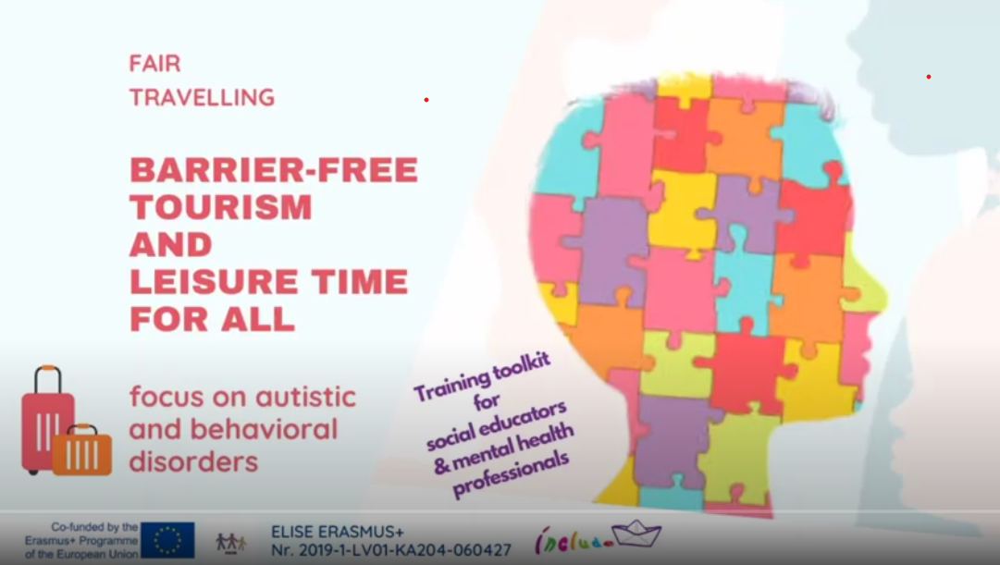 FAIR
TRAVELLING
BARRIER-FREE
TOURISM
AND
LEISURE TIME
FOR ALL
focus on autistic
and behavioral
disorders
Training toolkit
for
social educators
& mental health
professionals
Co-funded by the
Erasmus+ Programme
of the European Union
ELISE ERASMUS+
Nr. 2019-1-LV01-KA204-060427
include